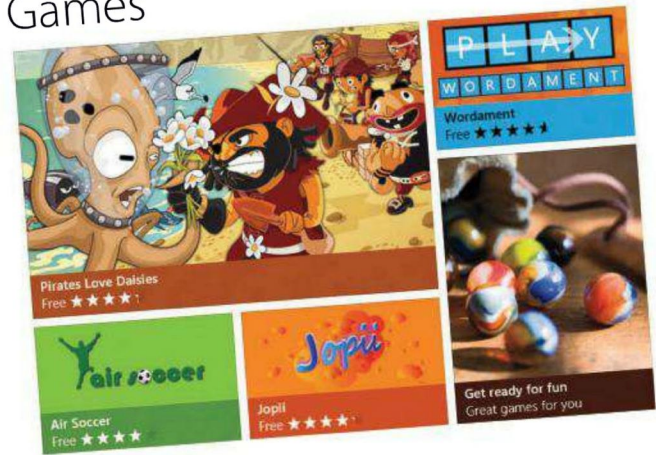 Games
PLAY
WORDAMENT
Wordament
Free
Pirates Love Daisies
Free
air soccer
Air Soccer
Free
Jopii
Jopii
Free
Get ready for fun
Great games for you